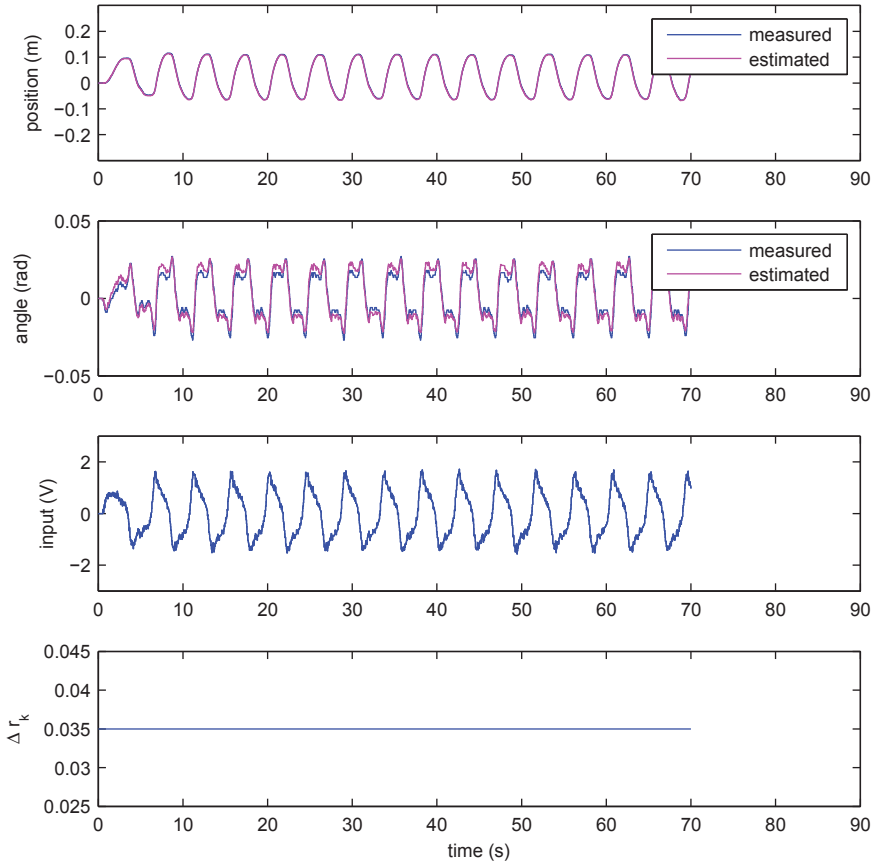 0.2
0.1
0
−0.1
−0.2
position (m)
0 10 20 30 40 50 60 70 80 90
measured
estimated
0.05
0
−0.05
angle (rad)
0 10 20 30 40 50 60 70 80 90
measured
estimated
2
0
−2
input (V)
0 10 20 30 40 50 60 70 80 90
0.045
0.04
0.035
0.03
0.025
Δ r_k
0 10 20 30 40 50 60 70 80 90
time (s)